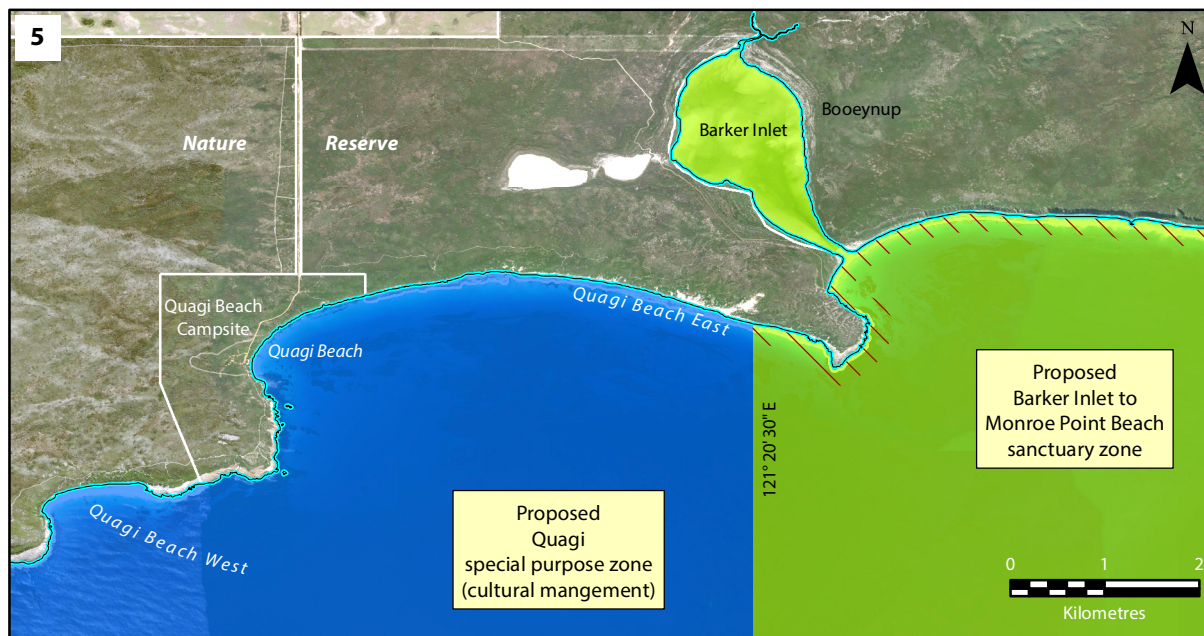 5
N
Booeynup
Barker Inlet
Nature Reserve
Quagi Beach
Campsite
Quagi Beach East
Quagi Beach
121° 20' 30" E
Proposed
Barker Inlet to
Monroe Point Beach
sanctuary zone
Quagi Beach West
Proposed
Quagi
special purpose zone
(cultural mangement)
0 1 2
Kilometres